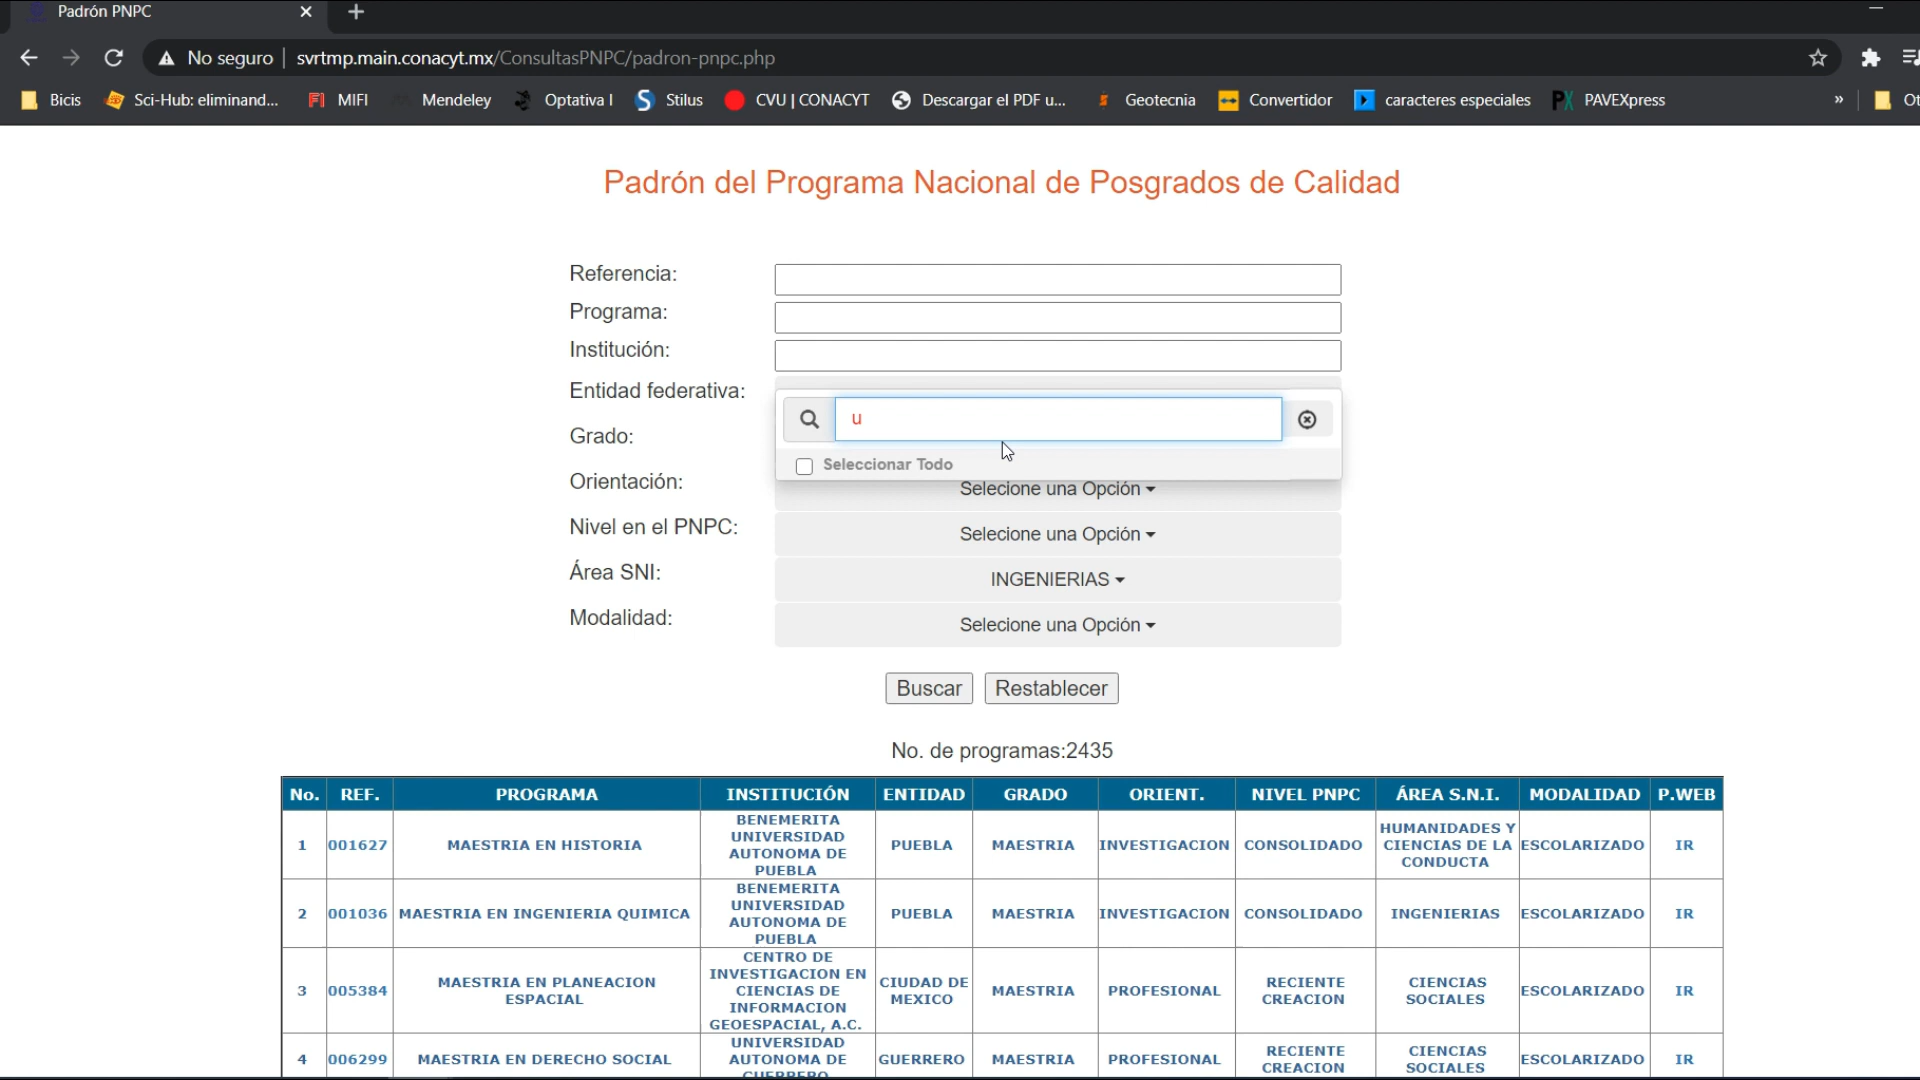 Padrón PNPC
No seguro svrtmp.main.conacyt.mx/ConsultasPNPC/padron-pnpc.php
Bicis Sci-Hub: eliminand... MIFI Mendeley Optativa I Stilus CVU | CONACYT Descargar el PDF u... Geotecnia Convertidor caracteres especiales PAVEXpress » Ot
Padrón del Programa Nacional de Posgrados de Calidad
Referencia:
Programa:
Institución:
Entidad federativa:
u
Grado:
Seleccionar Todo
Orientación: Selecione una Opción
Nivel en el PNPC: Selecione una Opción
Área SNI: INGENIERIAS
Modalidad: Selecione una Opción
Buscar Restablecer
No. de programas:2435
No. REF. PROGRAMA INSTITUCIÓN ENTIDAD GRADO ORIENT. NIVEL PNPC ÁREA S.N.I. MODALIDAD P.WEB
1 001627 MAESTRIA EN HISTORIA BENEMERITA UNIVERSIDAD AUTONOMA DE PUEBLA PUEBLA MAESTRIA INVESTIGACION CONSOLIDADO HUMANIDADES Y CIENCIAS DE LA CONDUCTA ESCOLARIZADO IR
2 001036 MAESTRIA EN INGENIERIA QUIMICA BENEMERITA UNIVERSIDAD AUTONOMA DE PUEBLA PUEBLA MAESTRIA INVESTIGACION CONSOLIDADO INGENIERIAS ESCOLARIZADO IR
3 005384 MAESTRIA EN PLANEACION ESPACIAL CENTRO DE INVESTIGACION EN CIENCIAS DE INFORMACION GEOESPACIAL, A.C. CIUDAD DE MEXICO MAESTRIA PROFESIONAL RECIENTE CREACION CIENCIAS SOCIALES ESCOLARIZADO IR
4 006299 MAESTRIA EN DERECHO SOCIAL UNIVERSIDAD AUTONOMA DE GUERRERO GUERRERO MAESTRIA PROFESIONAL RECIENTE CREACION CIENCIAS SOCIALES ESCOLARIZADO IR